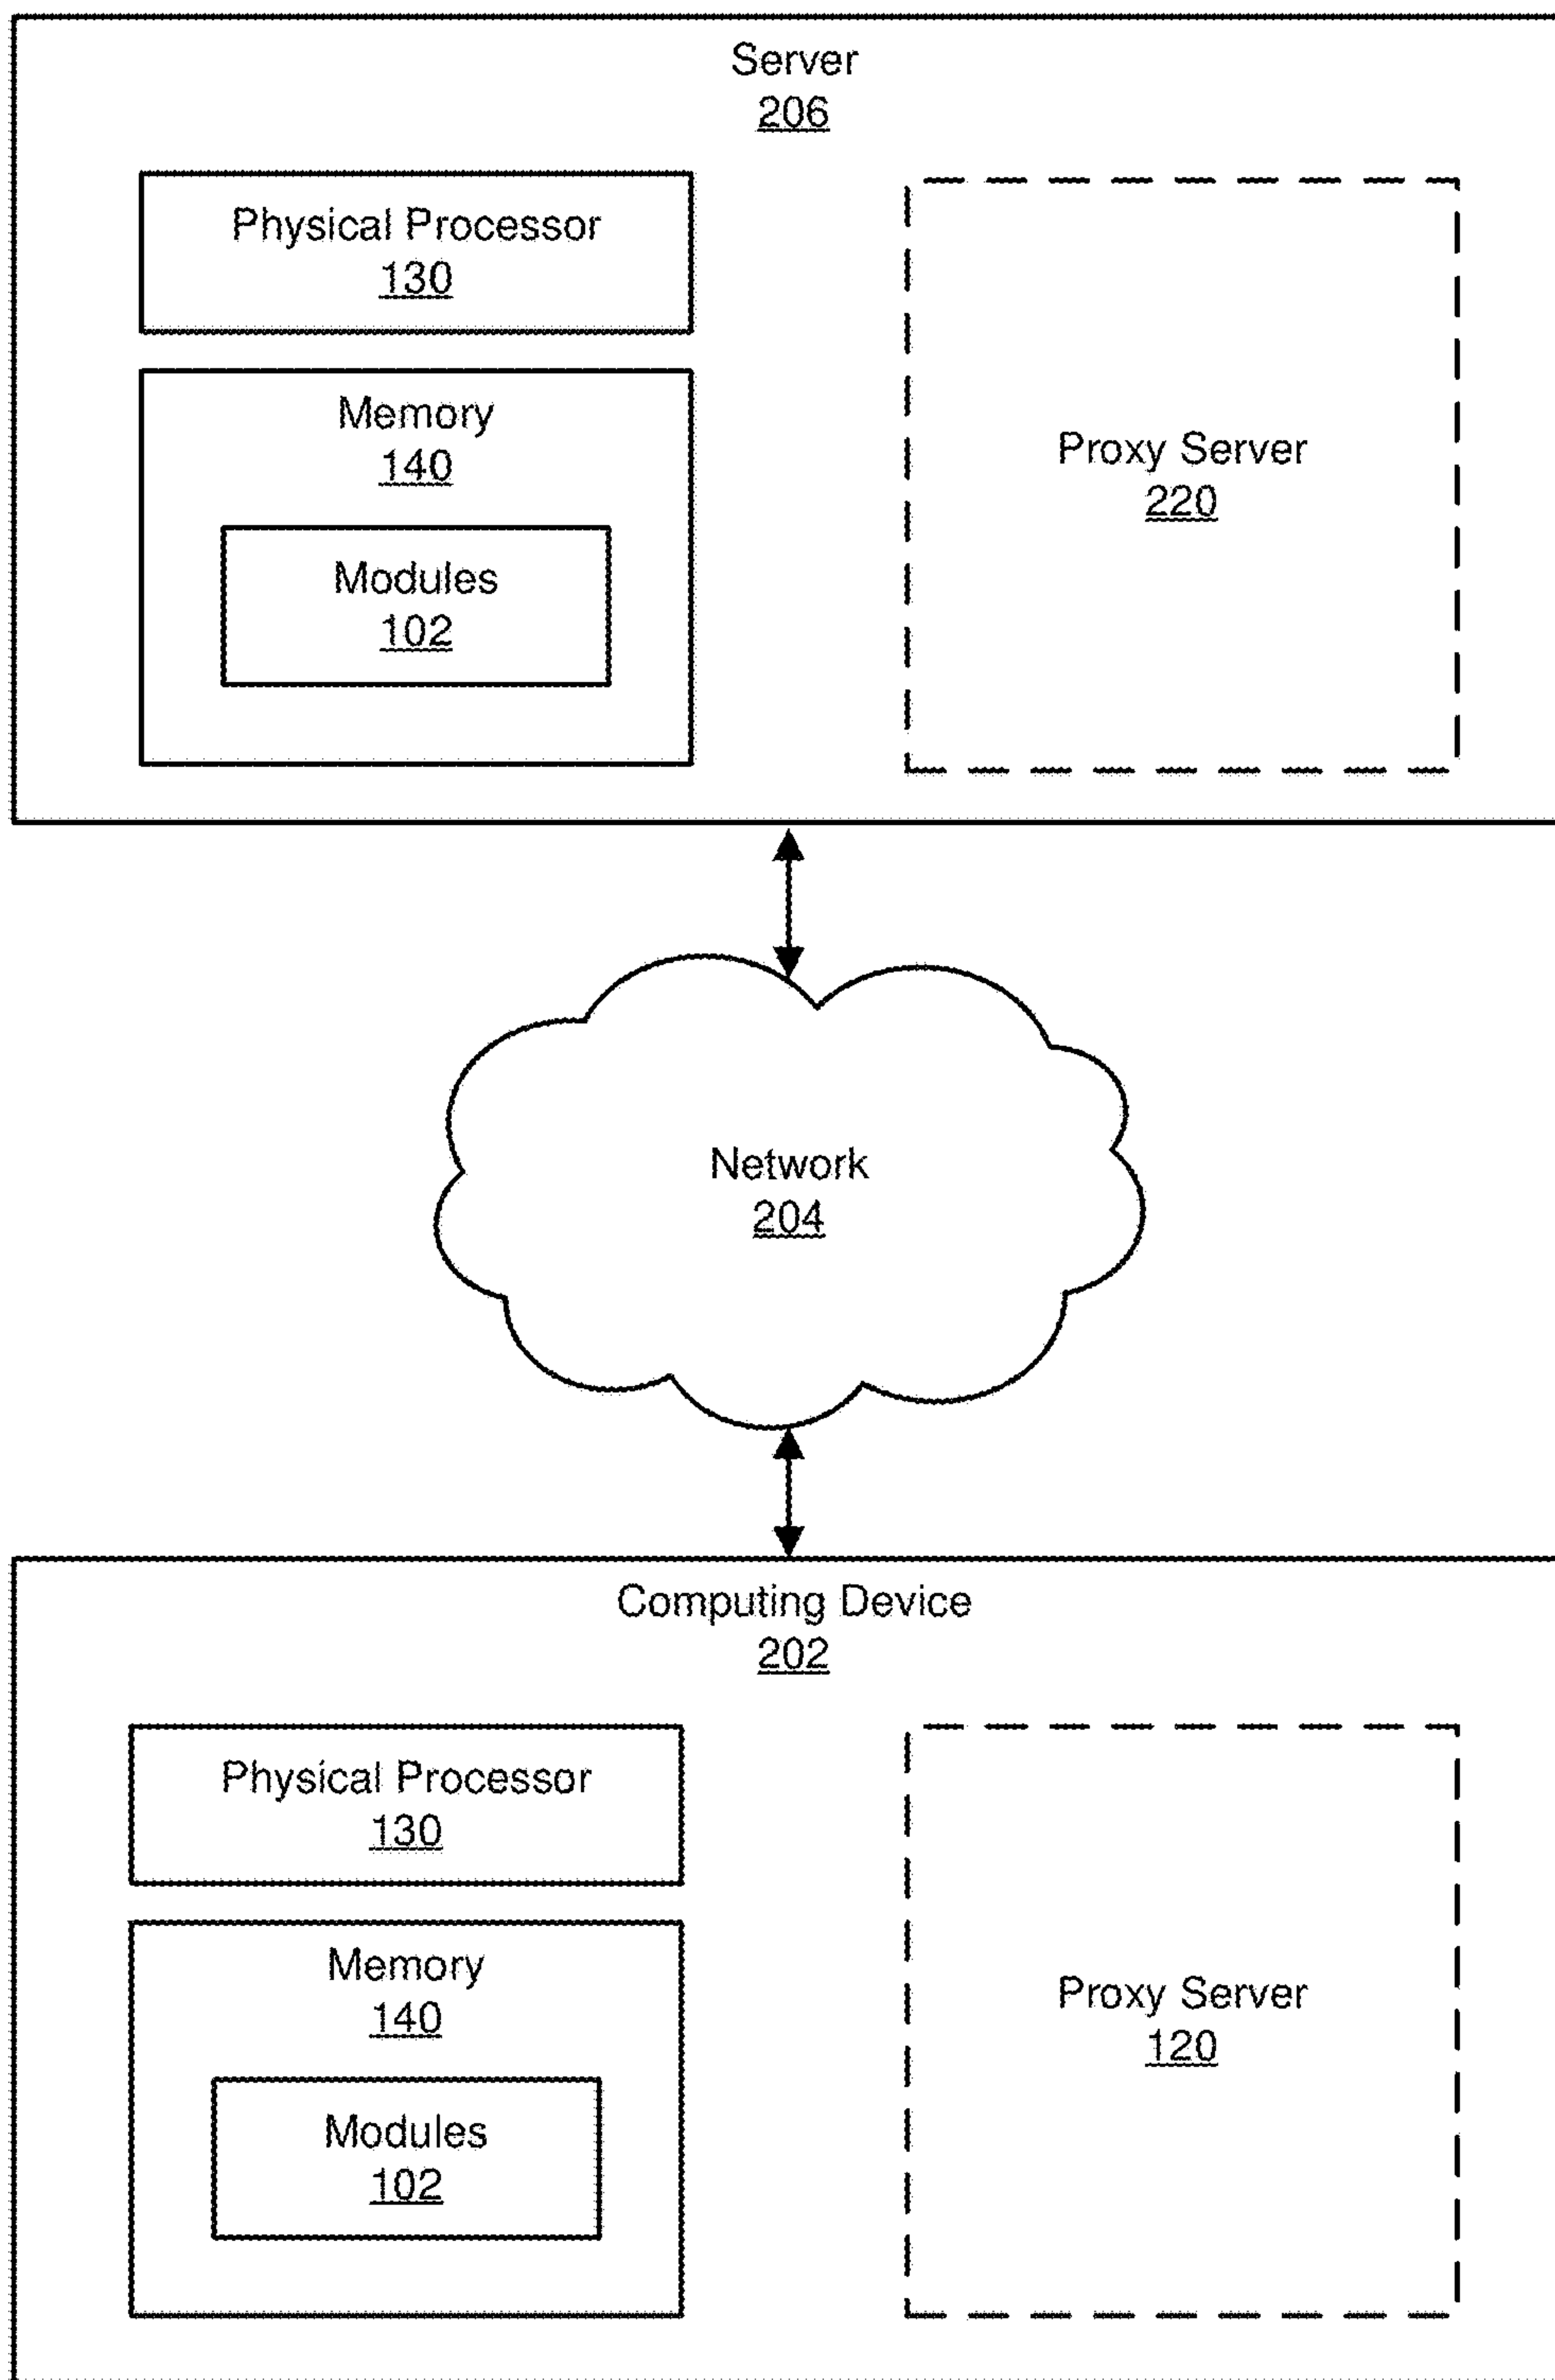 Server
206
Physical Processor
130
Memory
140
Modules
102
Proxy Server
220
Network
204
Computing Device
202
Physical Processor
130
Memory
140
Modules
102
Proxy Server
120